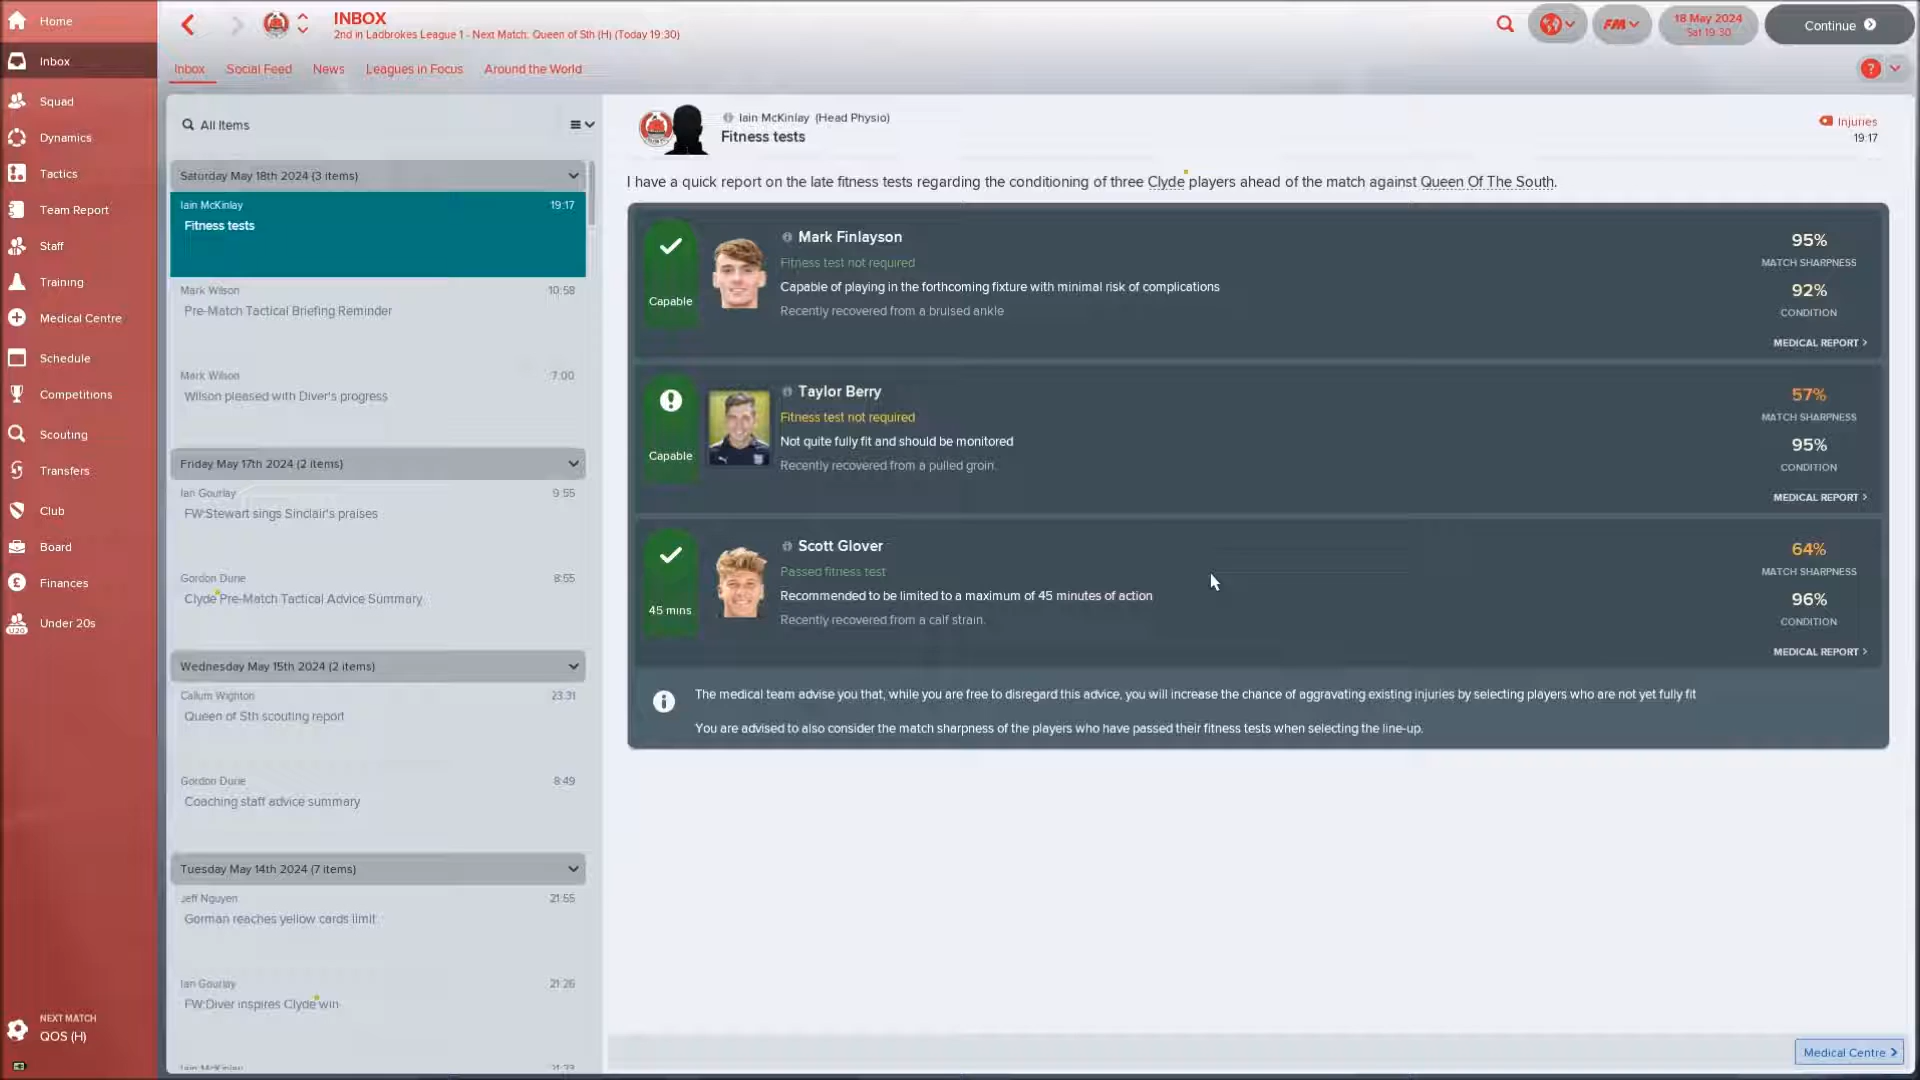 Home
Inbox
Squad
Dynamics
Tactics
Team Report
Staff
Training
Medical Centre
Schedule
Competitions
Scouting
Transfers
Club
Board
Finances
Under 20s
NEXT MATCH
QOS (H)
INBOX
2nd in Ladbrokes League 1 - Next Match: Queen of Sth (H) (Today 19:30)
FM
18 May 2024
Sat 19:30
Continue
Inbox
Social Feed
News
Leagues in Focus
Around the World
?
All Items
Saturday May 18th 2024 (3 items)
Iain McKinlay 19:17
Fitness tests
Mark Wilson 10:58
Pre-Match Tactical Briefing Reminder
Mark Wilson 7:00
Wilson pleased with Diver's progress
Friday May 17th 2024 (2 items)
Ian Gourlay 9:55
FW:Stewart sings Sinclair's praises
Gordon Durie 8:55
Clyde Pre-Match Tactical Advice Summary
Wednesday May 15th 2024 (2 items)
Callum Wighton 23:31
Queen of Sth scouting report
Gordon Durie 8:49
Coaching staff advice summary
Tuesday May 14th 2024 (7 items)
Jeff Nguyen 21:55
Gorman reaches yellow cards limit
Ian Gourlay 21:26
FW:Diver inspires Clyde win
Iain McKinlay
Iain McKinlay (Head Physio)
Fitness tests
Injuries
19:17
I have a quick report on the late fitness tests regarding the conditioning of three Clyde players ahead of the match against Queen Of The South.
Capable
Mark Finlayson
Fitness test not required
Capable of playing in the forthcoming fixture with minimal risk of complications
Recently recovered from a bruised ankle
95%
MATCH SHARPNESS
92%
CONDITION
MEDICAL REPORT >
Capable
Taylor Berry
Fitness test not required
Not quite fully fit and should be monitored
Recently recovered from a pulled groin.
57%
MATCH SHARPNESS
95%
CONDITION
MEDICAL REPORT >
45 mins
Scott Glover
Passed fitness test
Recommended to be limited to a maximum of 45 minutes of action
Recently recovered from a calf strain.
64%
MATCH SHARPNESS
96%
CONDITION
MEDICAL REPORT >
The medical team advise you that, while you are free to disregard this advice, you will increase the chance of aggravating existing injuries by selecting players who are not yet fully fit
You are advised to also consider the match sharpness of the players who have passed their fitness tests when selecting the line-up.
Medical Centre >